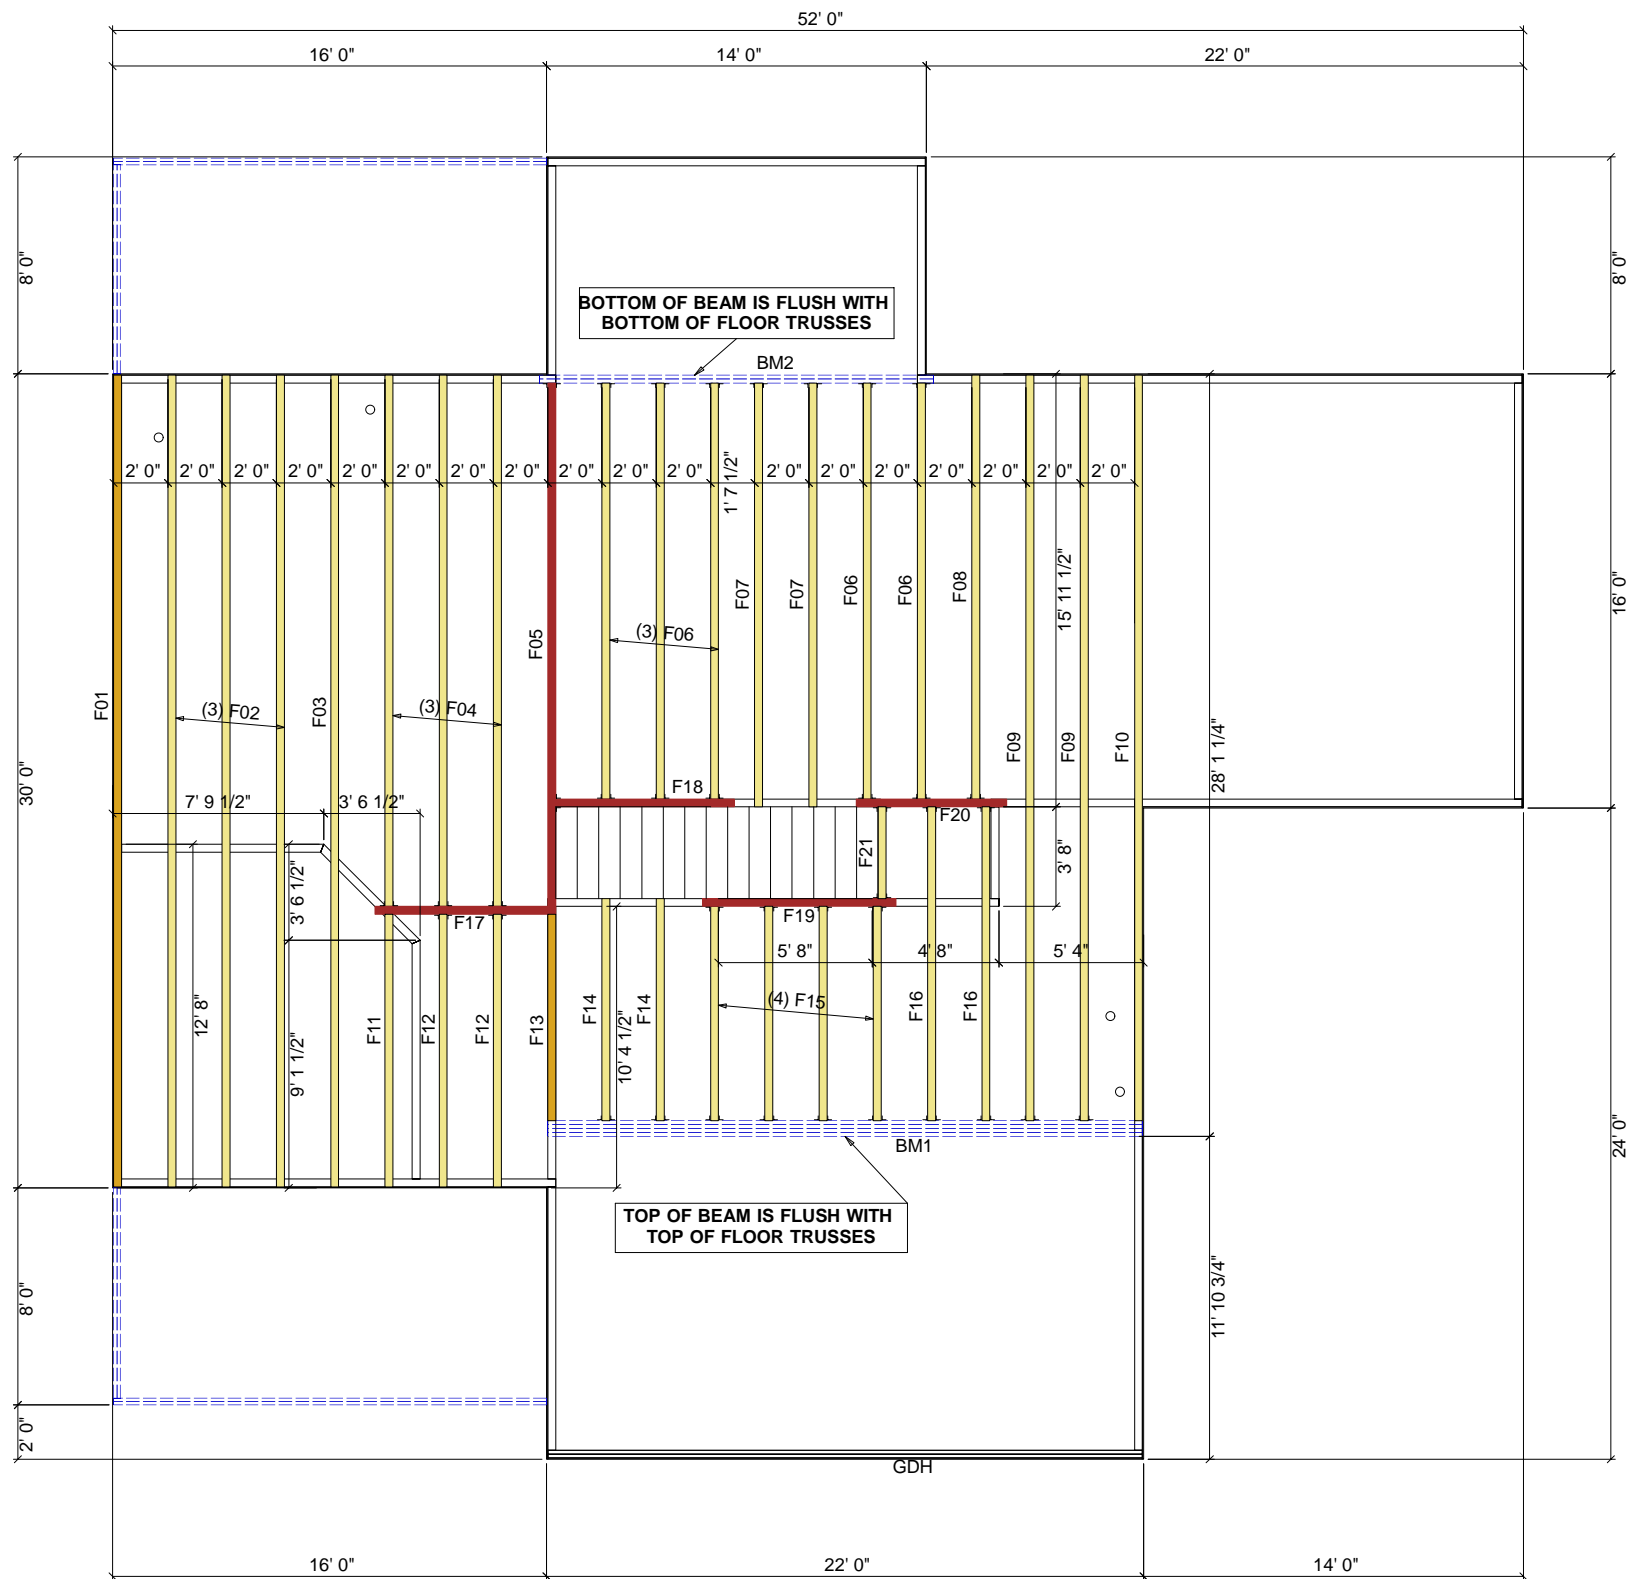 52' 0"
16' 0"
14' 0"
22' 0"
8' 0"
8' 0"
BOTTOM OF BEAM IS FLUSH WITH
BOTTOM OF FLOOR TRUSSES
BM2
2' 0"
2' 0"
2' 0"
2' 0"
2' 0"
2' 0"
2' 0"
2' 0"
2' 0"
2' 0"
2' 0"
1' 7 1/2"
2' 0"
2' 0"
2' 0"
2' 0"
2' 0"
2' 0"
2' 0"
15' 11 1/2"
16' 0"
F07
F07
F06
F06
F08
(3) F06
F05
F01
(3) F02
F03
(3) F04
F09
F09
F10
28' 1 1/4"
30' 0"
7' 9 1/2"
3' 6 1/2"
F18
F20
F21
3' 8"
3' 6 1/2"
F17
F19
5' 8"
4' 8"
5' 4"
12' 8"
9' 1 1/2"
F11
F12
F12
F13
F14
F14
10' 4 1/2"
(4) F15
F16
F16
BM1
24' 0"
TOP OF BEAM IS FLUSH WITH
TOP OF FLOOR TRUSSES
8' 0"
11' 10 3/4"
2' 0"
GDH
16' 0"
22' 0"
14' 0"